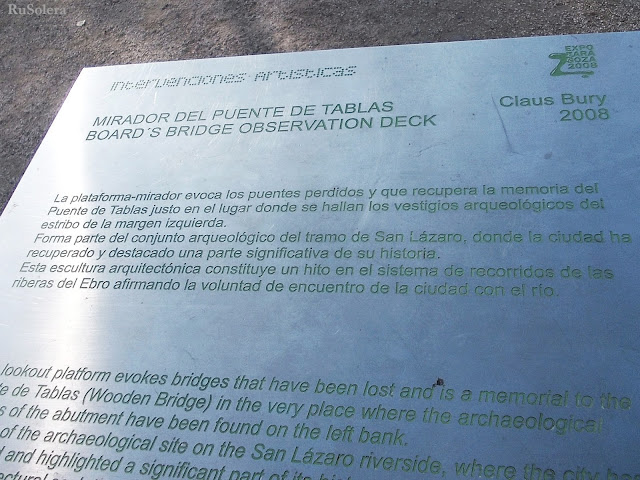 RuSolera
Intervenciones Artísticas
EXPO
ZARA
GOZA
2008
MIRADOR DEL PUENTE DE TABLAS
BOARD´S BRIDGE OBSERVATION DECK
Claus Bury
2008
La plataforma-mirador evoca los puentes perdidos y que recupera la memoria del
Puente de Tablas justo en el lugar donde se hallan los vestigios arqueológicos del
estribo de la margen izquierda.
Forma parte del conjunto arqueológico del tramo de San Lázaro, donde la ciudad ha
recuperado y destacado una parte significativa de su historia.
Esta escultura arquitectónica constituye un hito en el sistema de recorridos de las
riberas del Ebro afirmando la voluntad de encuentro de la ciudad con el río.
lookout platform evokes bridges that have been lost and is a memorial to the
de Tablas (Wooden Bridge) in the very place where the archaeological
of the abutment have been found on the left bank.
of the archaeological site on the San Lázaro riverside, where the city
and highlighted a significant part of its